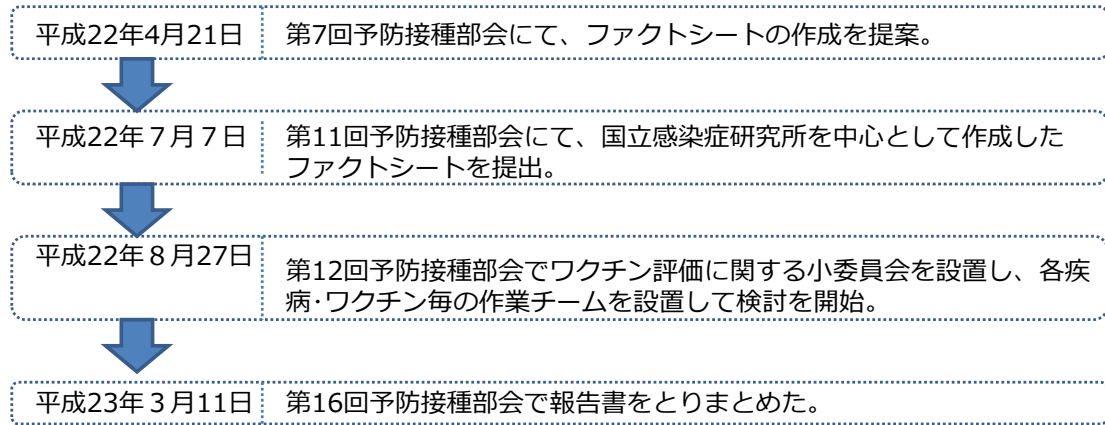 平成22年4月21日 第7回予防接種部会にて、ファクトシートの作成を提案。
平成22年７月７日 第11回予防接種部会にて、国立感染症研究所を中心として作成した
ファクトシートを提出。
平成22年８月27日
第12回予防接種部会でワクチン評価に関する小委員会を設置し、各疾
病･ワクチン毎の作業チームを設置して検討を開始。
平成23年３月11日 第16回予防接種部会で報告書をとりまとめた。